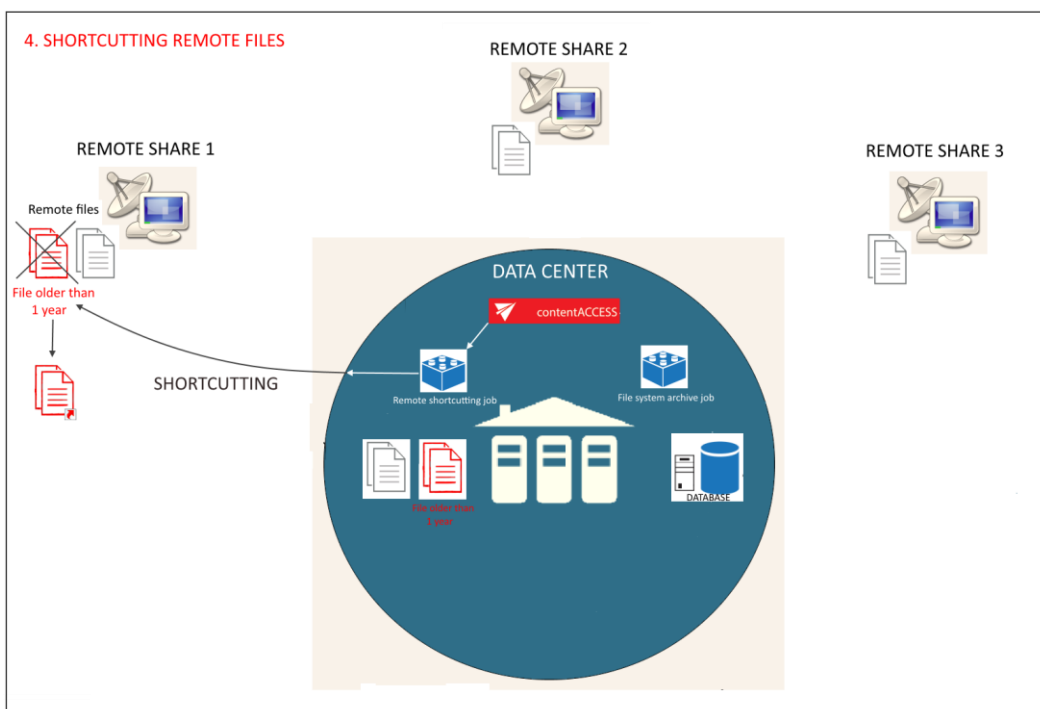 4. SHORTCUTTING REMOTE FILES
REMOTE SHARE 2
REMOTE SHARE 1
REMOTE SHARE 3
Remote files
File older than
1 year
DATA CENTER
contentACCESS
SHORTCUTTING
Remote shortcutting job
File system archive job
File older than
1 year
DATABASE